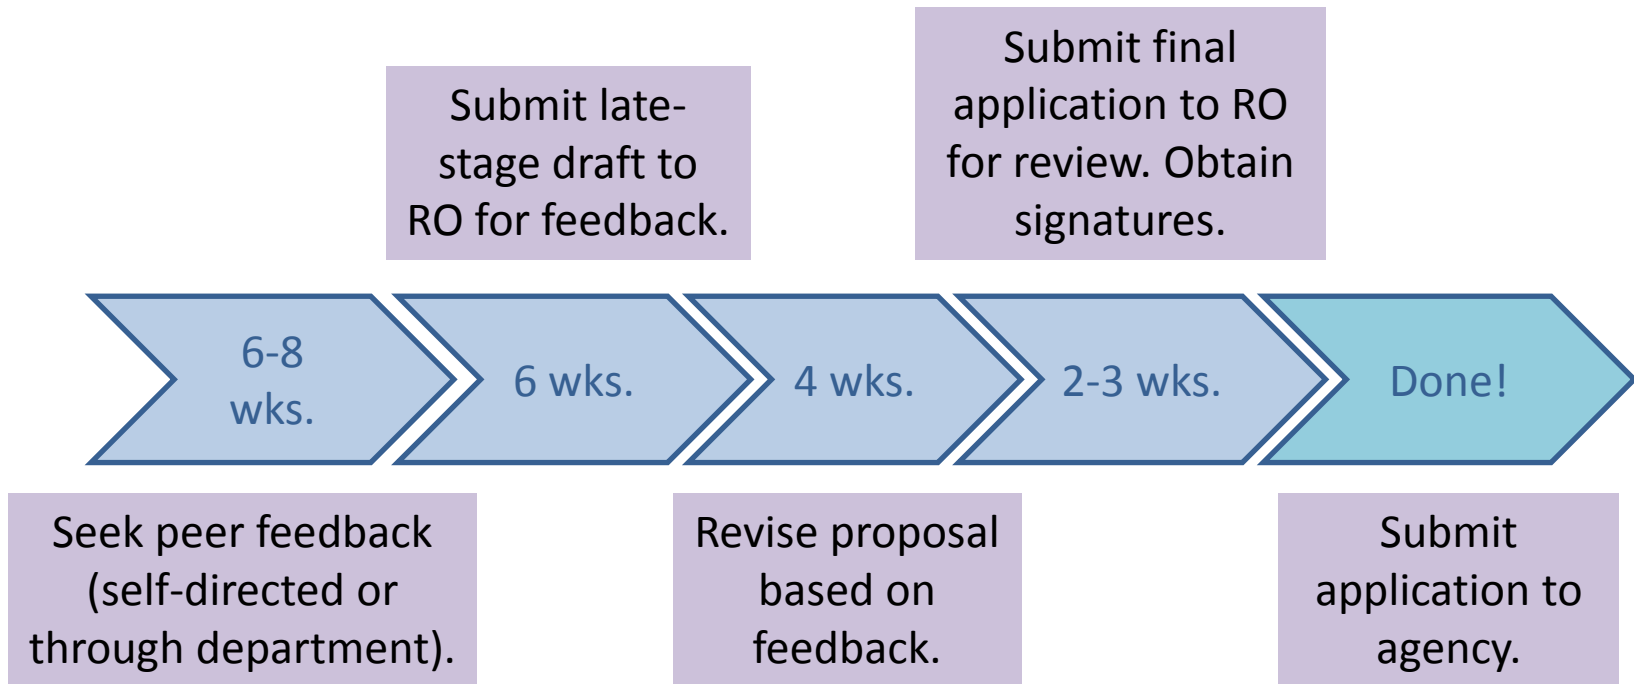 Submit late-
stage draft to
RO for feedback.
Submit final
application to RO
for review. Obtain
signatures.
6-8
wks.
6 wks.
4 wks.
2-3 wks.
Done!
Seek peer feedback
(self-directed or
through department).
Revise proposal
based on
feedback.
Submit
application to
agency.